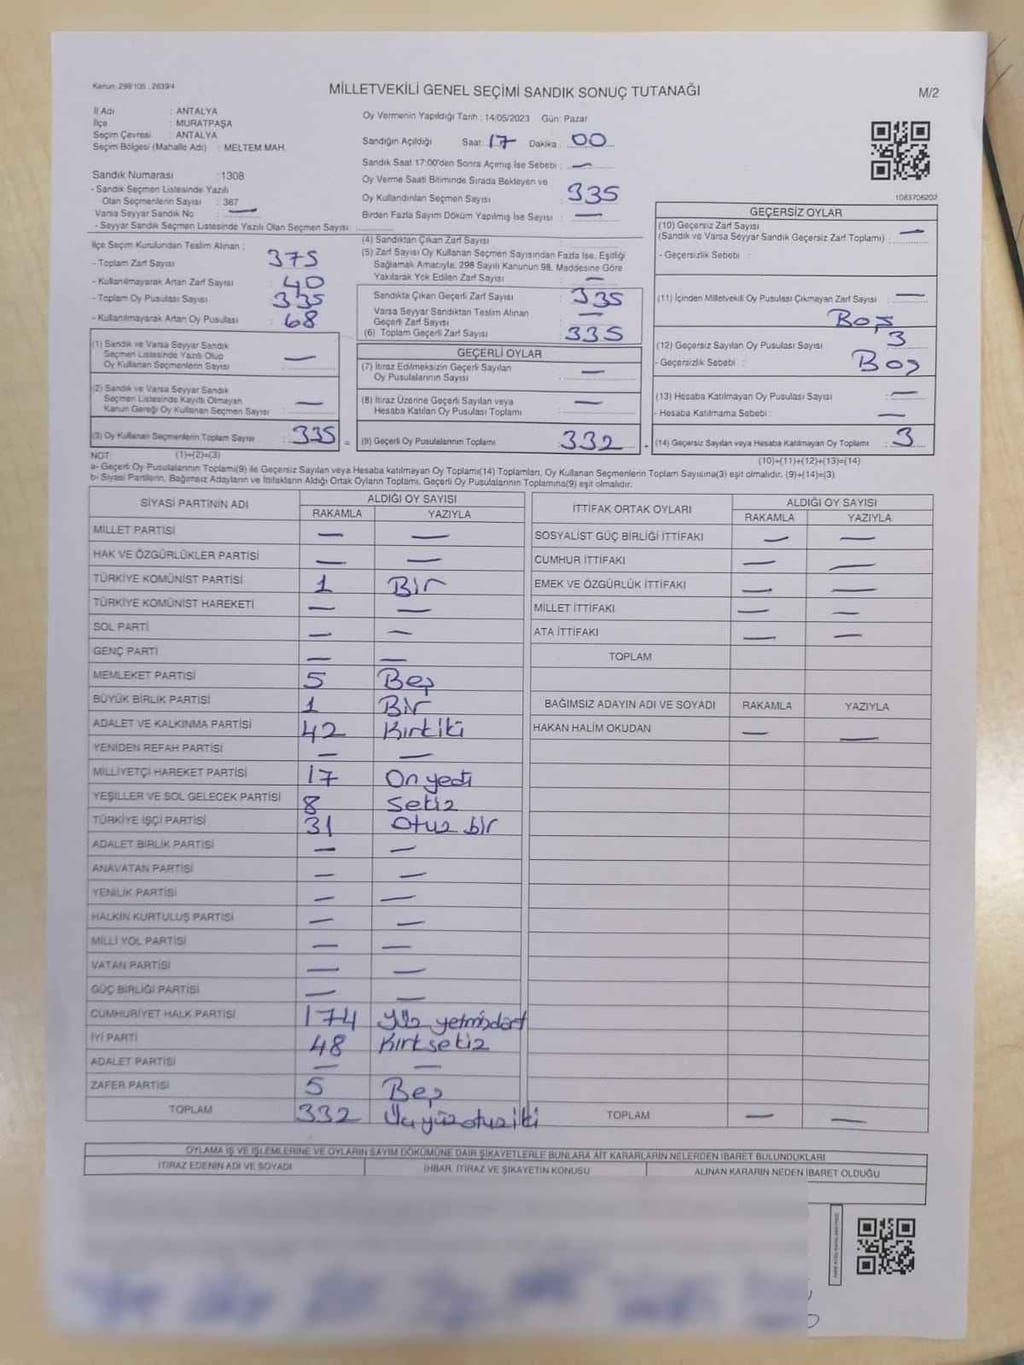 Kanun: 298/105 , 2839/4
MİLLETVEKİLİ GENEL SEÇİMİ SANDIK SONUÇ TUTANAĞI
M/2
İl Adı : ANTALYA
İlçe : MURATPAŞA
Seçim Çevresi : ANTALYA
Seçim Bölgesi (Mahalle Adı) : MELTEM MAH.
Sandık Numarası :1308
- Sandık Seçmen Listesinde Yazılı
Olan Seçmenlerin Sayısı : 367
Varsa Seyyar Sandık No —
- Seyyar Sandık Seçmen Listesinde Yazılı Olan Seçmen Sayısı
Oy Vermenin Yapıldığı Tarih : 14/05/2023 Gün: Pazar
Sandığın Açıldığı Saat: 17 Dakika : 00
Sandık Saat 17:00'den Sonra Açılmış İse Sebebi : —
Oy Verme Saati Bitiminde Sırada Bekleyen ve
Oy Kullandırılan Seçmen Sayısı 335
Birden Fazla Sayım Döküm Yapılmış İse Sayısı —
1083706202
İlçe Seçim Kurulundan Teslim Alınan :
- Toplam Zarf Sayısı 375
- Kullanılmayarak Artan Zarf Sayısı 40
- Toplam Oy Pusulası Sayısı 335
- Kullanılmayarak Artan Oy Pusulası 68
(1) Sandık ve Varsa Seyyar Sandık
Seçmen Listesinde Yazılı Olup
Oy Kullanan Seçmenlerin Sayısı —
(2) Sandık ve Varsa Seyyar Sandık
Seçmen Listesinde Kayıtlı Olmayan
Kanun Gereği Oy Kullanan Seçmen Sayısı —
(3) Oy Kullanan Seçmenlerin Toplam Sayısı 335 =
(4) Sandıktan Çıkan Zarf Sayısı
(5) Zarf Sayısı Oy Kullanan Seçmen Sayısından Fazla İse, Eşitliği
Sağlamak Amacıyla, 298 Sayılı Kanunun 98. Maddesine Göre
Yakılarak Yok Edilen Zarf Sayısı —
Sandıkta Çıkan Geçerli Zarf Sayısı 335
Varsa Seyyar Sandıktan Teslim Alınan
Geçerli Zarf Sayısı —
(6) Toplam Geçerli Zarf Sayısı 335
GEÇERLİ OYLAR
(7) İtiraz Edilmeksizin Geçerli Sayılan
Oy Pusulalarının Sayısı —
(8) İtiraz Üzerine Geçerli Sayılan veya
Hesaba Katılan Oy Pusulası Toplamı —
(9) Geçerli Oy Pusulalarının Toplamı 332 +
GEÇERSİZ OYLAR
(10) Geçersiz Zarf Sayısı
(Sandık ve Varsa Seyyar Sandık Geçersiz Zarf Toplamı) —
- Geçersizlik Sebebi :
(11) İçinden Milletvekili Oy Pusulası Çıkmayan Zarf Sayısı —
Boş
(12) Geçersiz Sayılan Oy Pusulası Sayısı 3
- Geçersizlik Sebebi : Boş
(13) Hesaba Katılmayan Oy Pusulası Sayısı —
- Hesaba Katılmama Sebebi : —
(14) Geçersiz Sayılan veya Hesaba Katılmayan Oy Toplamı 3
NOT (1)+(2)=(3)
(10)+(11)+(12)+(13)=(14)
a- Geçerli Oy Pusulalarının Toplamı(9) ile Geçersiz Sayılan veya Hesaba katılmayan Oy Toplamı(14) Toplamları, Oy Kullanan Seçmenlerin Toplam Sayısına(3) eşit olmalıdır. (9)+(14)=(3)
b- Siyasi Partilerin, Bağımsız Adayların ve İttifakların Aldığı Ortak Oyların Toplamı, Geçerli Oy Pusulalarının Toplamına(9) eşit olmalıdır.
SİYASİ PARTİNİN ADI
ALDIĞI OY SAYISI
RAKAMLA YAZIYLA
MİLLET PARTİSİ — —
HAK VE ÖZGÜRLÜKLER PARTİSİ — —
TÜRKİYE KOMÜNİST PARTİSİ 1 Bir
TÜRKİYE KOMÜNİST HAREKETİ — —
SOL PARTİ — —
GENÇ PARTİ — —
MEMLEKET PARTİSİ 5 Beş
BÜYÜK BİRLİK PARTİSİ 1 Bir
ADALET VE KALKINMA PARTİSİ 42 Kırkiki
YENİDEN REFAH PARTİSİ — —
MİLLİYETÇİ HAREKET PARTİSİ 17 On yedi
YEŞİLLER VE SOL GELECEK PARTİSİ 8 Sekiz
TÜRKİYE İŞÇİ PARTİSİ 31 Otuz bir
ADALET BİRLİK PARTİSİ — —
ANAVATAN PARTİSİ — —
YENİLİK PARTİSİ — —
HALKIN KURTULUŞ PARTİSİ — —
MİLLİ YOL PARTİSİ — —
VATAN PARTİSİ — —
GÜÇ BİRLİĞİ PARTİSİ — —
CUMHURİYET HALK PARTİSİ 174 Yüz yetmişdört
İYİ PARTİ 48 Kırksekiz
ADALET PARTİSİ — —
ZAFER PARTİSİ 5 Beş
TOPLAM 332 Üçyüzotuziki
İTTİFAK ORTAK OYLARI
ALDIĞI OY SAYISI
RAKAMLA YAZIYLA
SOSYALİST GÜÇ BİRLİĞİ İTTİFAKI — —
CUMHUR İTTİFAKI — —
EMEK VE ÖZGÜRLÜK İTTİFAKI — —
MİLLET İTTİFAKI — —
ATA İTTİFAKI — —
TOPLAM
BAĞIMSIZ ADAYIN ADI VE SOYADI RAKAMLA YAZIYLA
HAKAN HALİM OKUDAN — —
TOPLAM — —
OYLAMA İŞ VE İŞLEMLERİNE VE OYLARIN SAYIM DÖKÜMÜNE DAİR ŞİKAYETLERLE BUNLARA AİT KARARLARIN NELERDEN İBARET BULUNDUKLARI
İTİRAZ EDENİN ADI VE SOYADI
İHBAR İTİRAZ VE ŞİKAYETİN KONUSU
ALINAN KARARIN NEDEN İBARET OLDUĞU